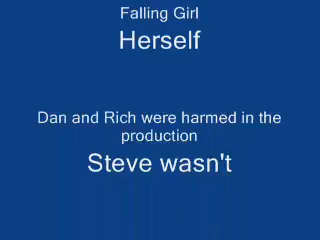 Falling Girl
Herself
Dan and Rich were harmed in the
production
Steve wasn't